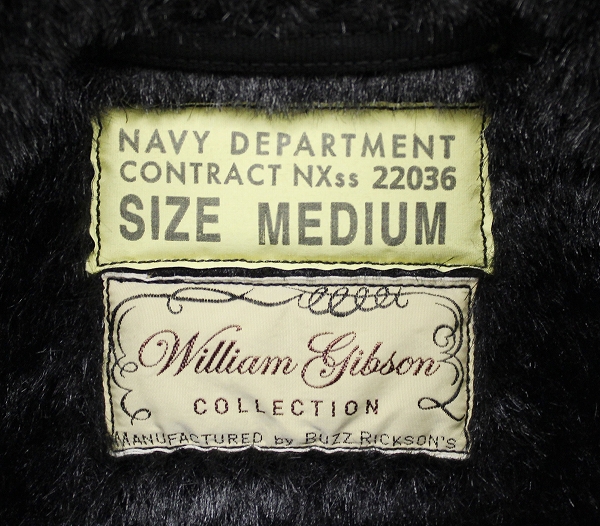 NAVY DEPARTMENT
CONTRACT NXss 22036
SIZE MEDIUM
William Gibson
COLLECTION
MANUFACTURED by BUZZ RICKSON'S